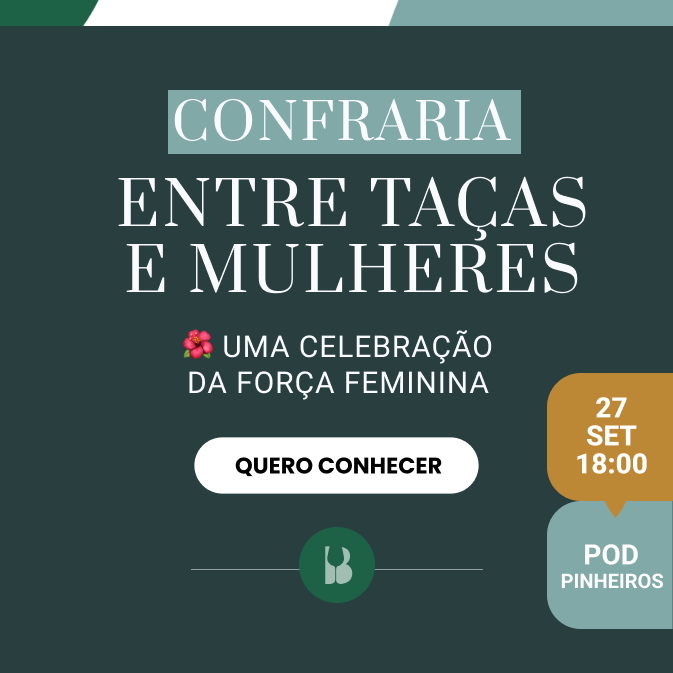 CONFRARIA
ENTRE TAÇAS
E MULHERES
🌺 UMA CELEBRAÇÃO
DA FORÇA FEMININA
QUERO CONHECER
27
SET
18:00
POD
PINHEIROS
B